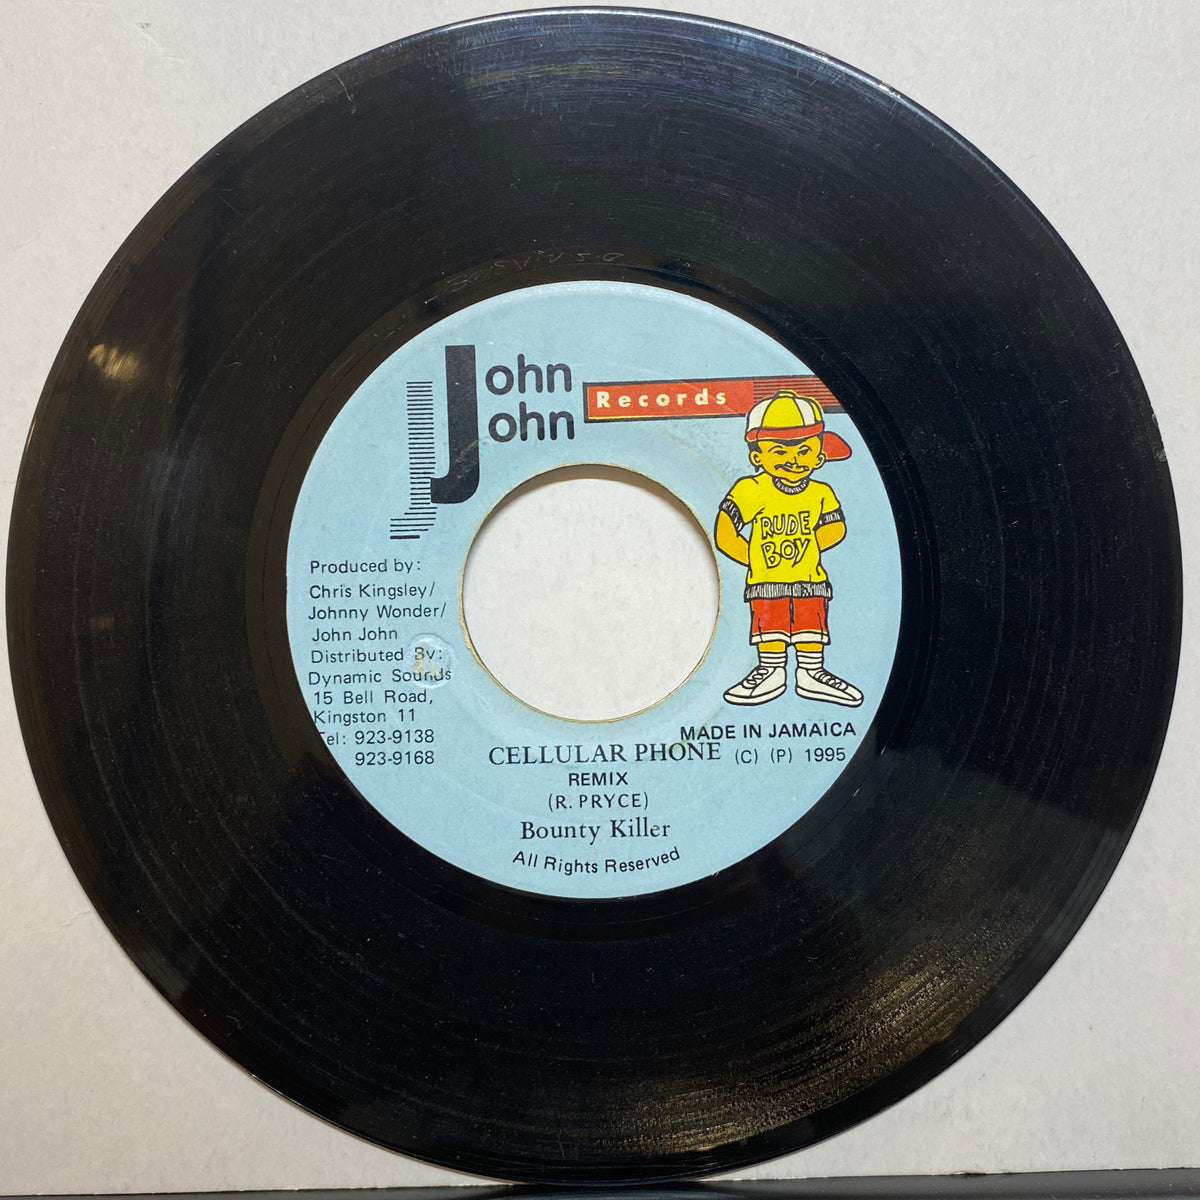 John
John
Records
RUDE
BOY
Produced by:
Chris Kingsley/
Johnny Wonder/
John John
Distributed By:
Dynamic Sounds
15 Bell Road,
Kingston 11
Tel: 923-9138
923-9168
MADE IN JAMAICA
CELLULAR PHONE (C) (P) 1995
REMIX
(R. PRYCE)
Bounty Killer
All Rights Reserved